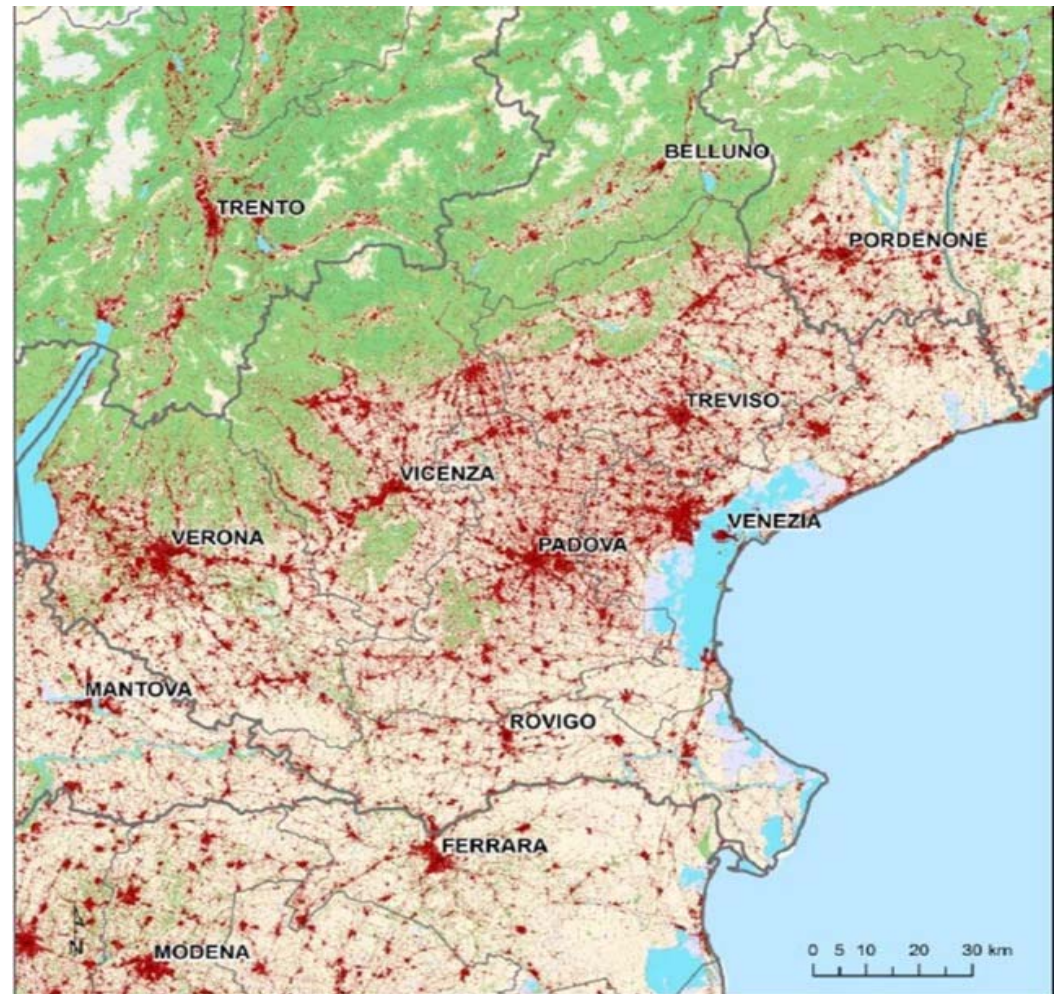 BELLUNO
TRENTO
PORDENONE
TREVISO
VICENZA
VENEZIA
VERONA
PADOVA
MANTOVA
ROVIGO
FERRARA
N
MODENA
0 5 10 20 30 km